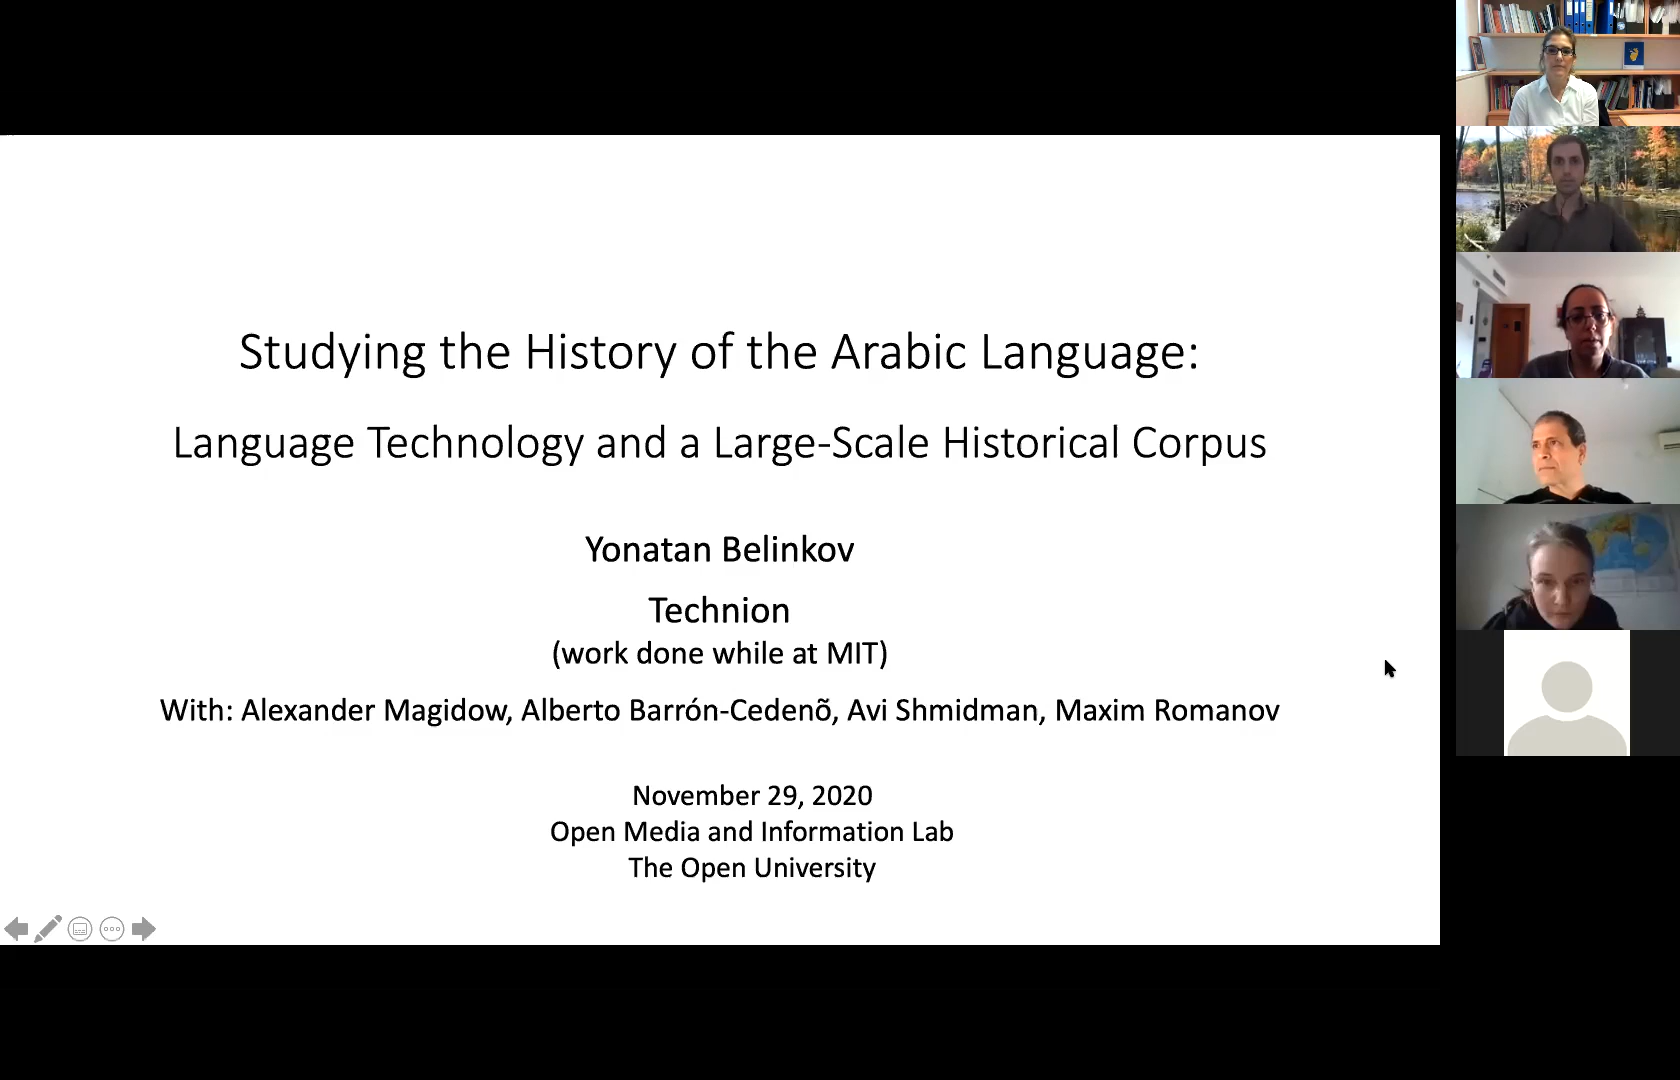 Studying the History of the Arabic Language:
Language Technology and a Large-Scale Historical Corpus
Yonatan Belinkov
Technion
(work done while at MIT)
With: Alexander Magidow, Alberto Barrón-Cedenõ, Avi Shmidman, Maxim Romanov
November 29, 2020
Open Media and Information Lab
The Open University